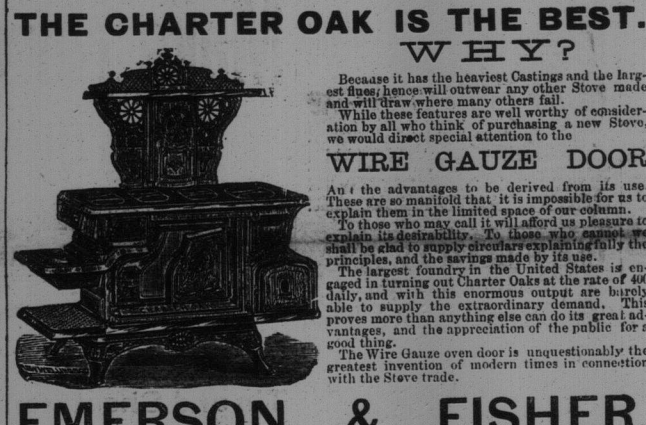 THE CHARTER OAK IS THE BEST.
WHY?
Because it has the heaviest Castings and the larg-
est flues; hence will outwear any other Stove made
and will draw where many others fail.
While these features are well worthy of consider-
ation by all who think of purchasing a new Stove,
we would direct special attention to the
WIRE GAUZE DOOR
An the advantages to be derived from its use
These are so manifold that it is impossible for us to
explain them in the limited space of our column.
To those who may call it will afford us pleasure to
explain its desirability. To those who cannot we
shall be glad to supply circulars explaining fully the
principles, and the savings made by its use.
The largest foundry in the United States is en-
gaged in turning out Charter Oaks at the rate of 400
daily, and with this enormous output are barely
able to supply the extraordinary demand. This
proves more than anything else can do its great ad-
vantages, and the appreciation of the public for a
good thing.
The Wire Gauze oven door is unquestionably the
greatest invention of modern times in connection
with the Stove trade.
EMERSON & FISHER